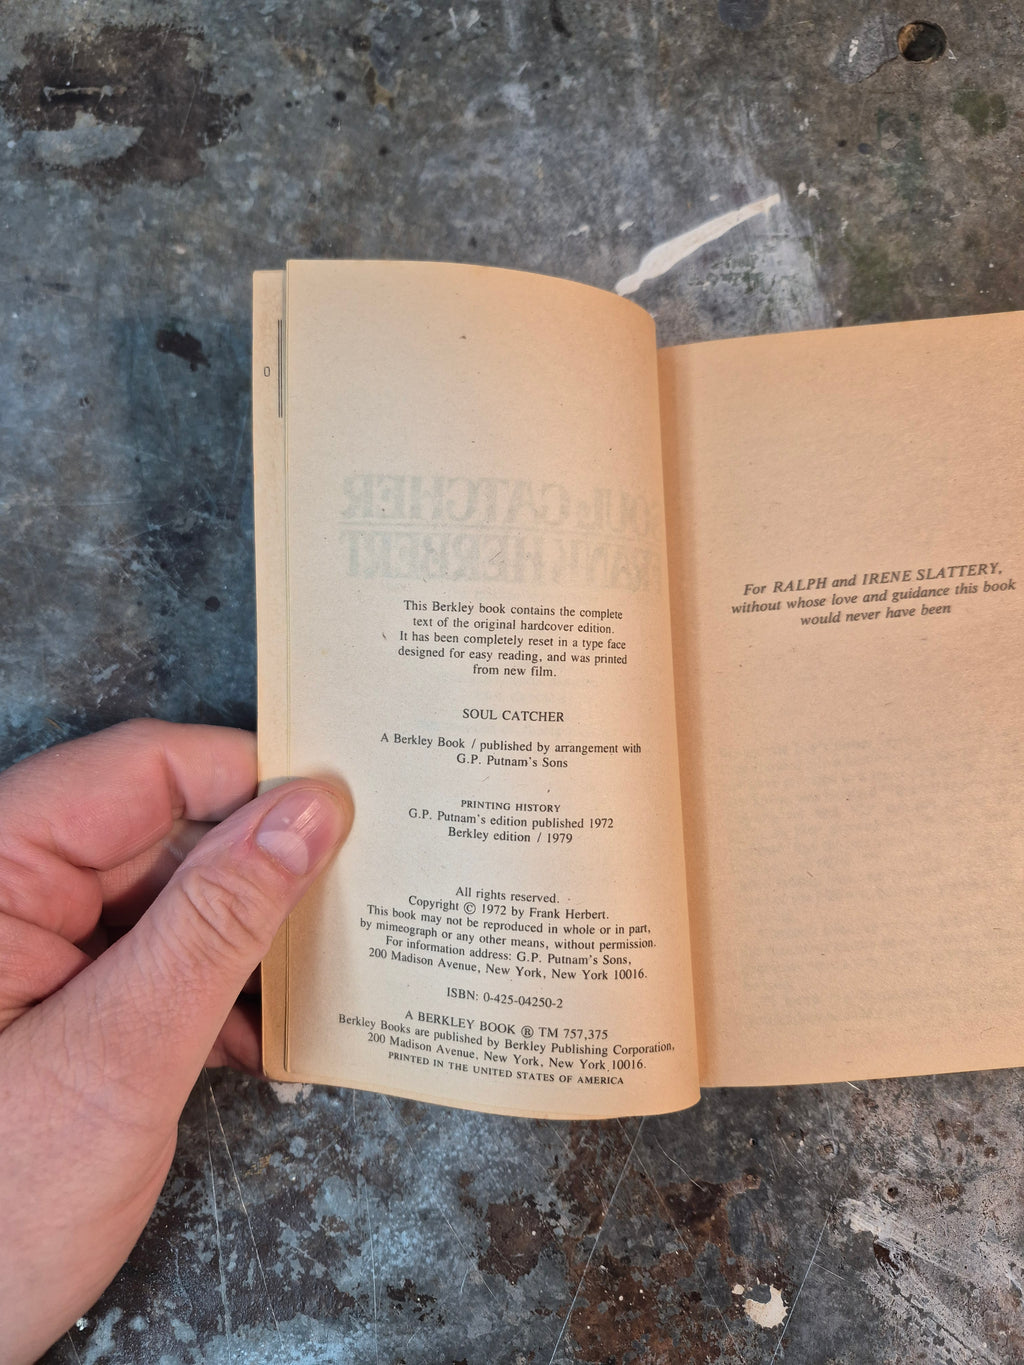 SOUL CATCHER
FRANK HERBERT
This Berkley book contains the complete
text of the original hardcover edition.
It has been completely reset in a type face
designed for easy reading, and was printed
from new film.
SOUL CATCHER
A Berkley Book / published by arrangement with
G.P. Putnam's Sons
PRINTING HISTORY
G.P. Putnam's edition published 1972
Berkley edition / 1979
All rights reserved.
Copyright © 1972 by Frank Herbert.
This book may not be reproduced in whole or in part,
by mimeograph or any other means, without permission.
For information address: G.P. Putnam's Sons,
200 Madison Avenue, New York, New York 10016.
ISBN: 0-425-04250-2
A BERKLEY BOOK ® TM 757,375
Berkley Books are published by Berkley Publishing Corporation,
200 Madison Avenue, New York, New York 10016.
PRINTED IN THE UNITED STATES OF AMERICA
For RALPH and IRENE SLATTERY,
without whose love and guidance this book
would never have been